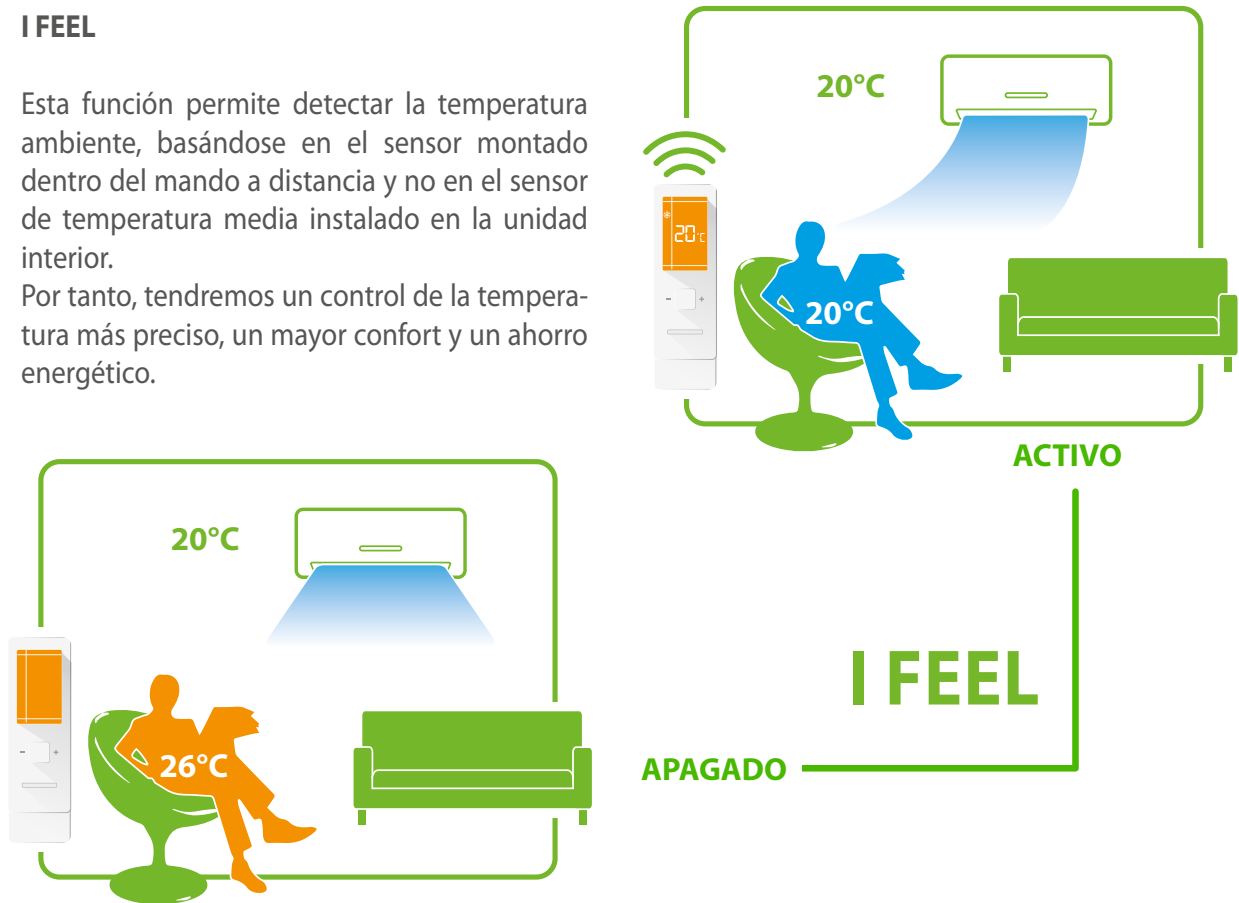 I FEEL
Esta función permite detectar la temperatura
ambiente, basándose en el sensor montado
dentro del mando a distancia y no en el sensor
de temperatura media instalado en la unidad
interior.
Por tanto, tendremos un control de la tempera-
tura más preciso, un mayor confort y un ahorro
energético.
20°C
20°C
- +
20°C
ACTIVO
20°C
- +
26°C
I FEEL
APAGADO